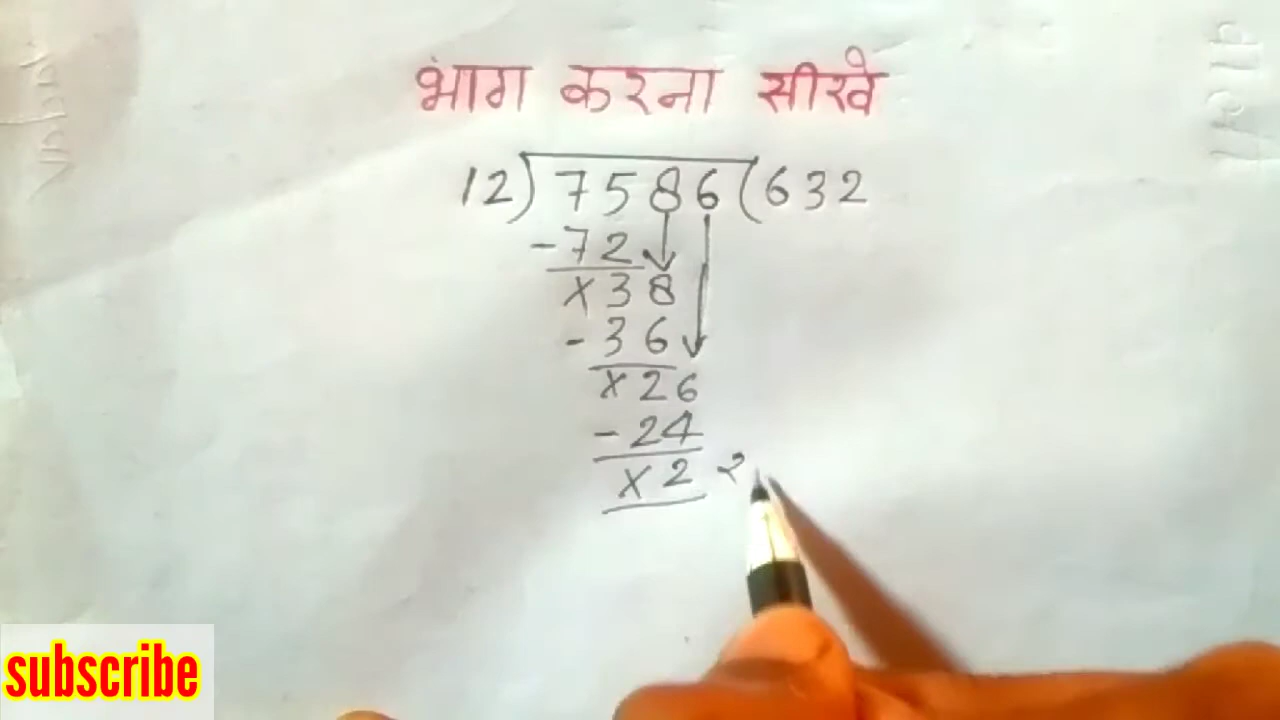 भाग करना सीखे
12)7586(632
-72
x38
-36
x26
-24
x2 र
subscribe